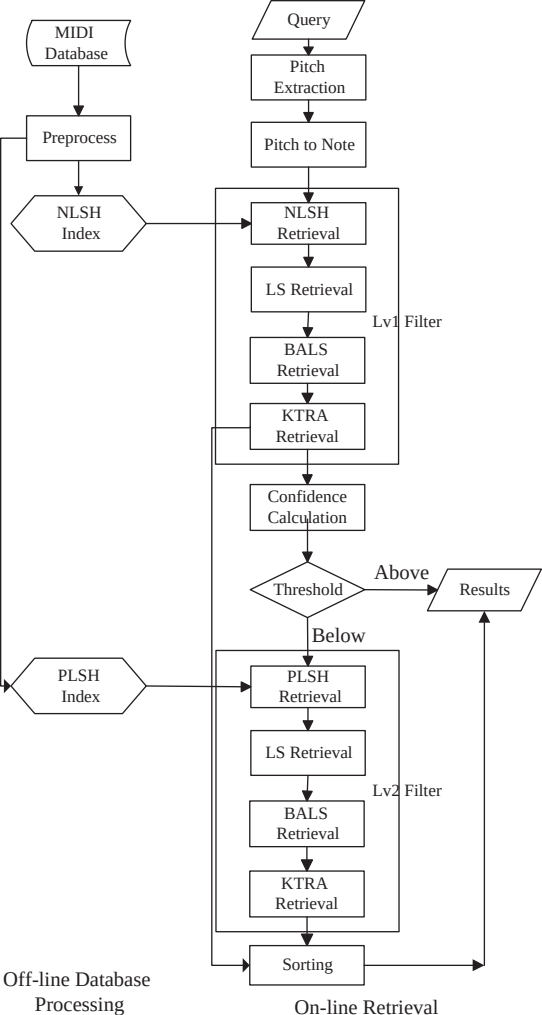 MIDI
Database
Preprocess
NLSH
Index
PLSH
Index
Off-line Database
Processing
Query
Pitch
Extraction
Pitch to Note
NLSH
Retrieval
LS Retrieval
Lv1 Filter
BALS
Retrieval
KTRA
Retrieval
Confidence
Calculation
Threshold
Above
Results
Below
PLSH
Retrieval
LS Retrieval
Lv2 Filter
BALS
Retrieval
KTRA
Retrieval
Sorting
On-line Retrieval